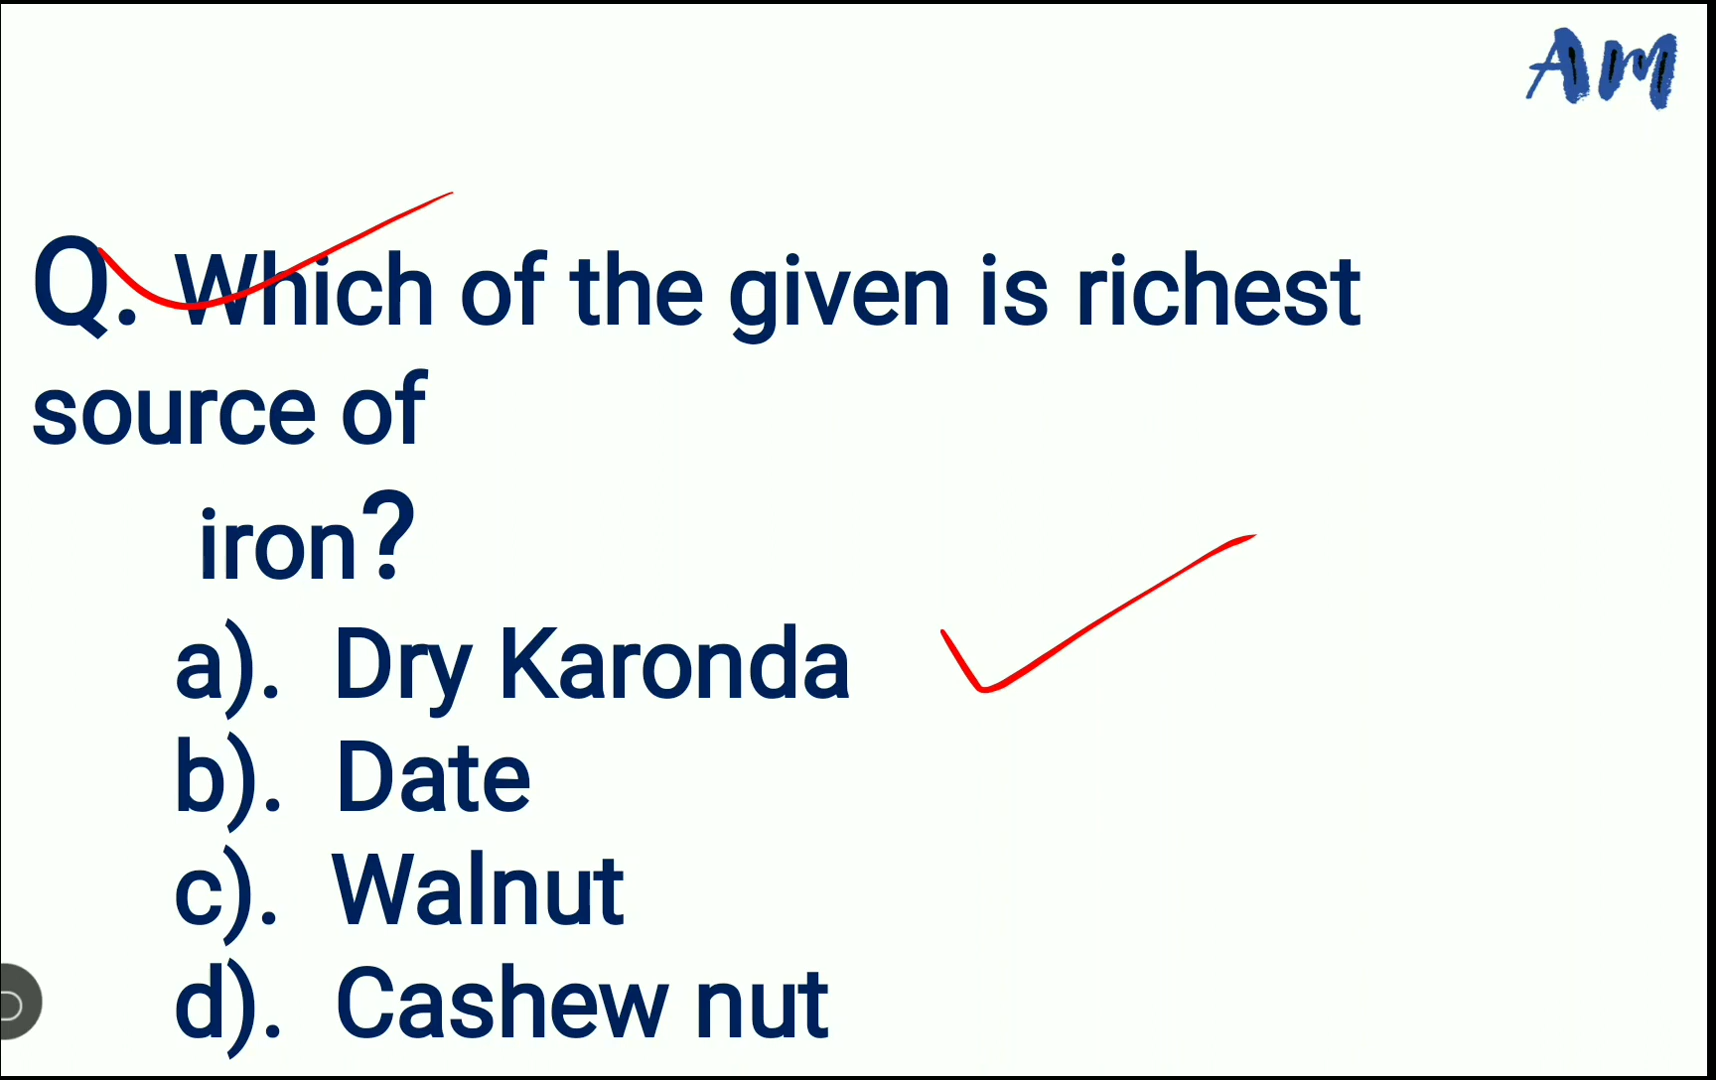 AM
Q. Which of the given is richest
source of
iron?
a). Dry Karonda
b). Date
c). Walnut
d). Cashew nut